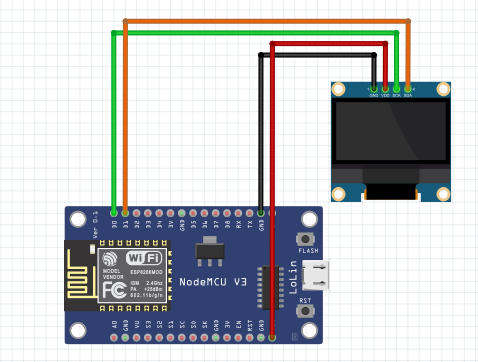 GND VDD SCK SDA
Ver 0.1
D0 D1 D2 D3 D4 3V GND D5 D6 D7 D8 RX TX GND
FLASH
WiFi
MODEL ESP8266MOD
VENDOR
FC
ISM 2.4Ghz
PA +25dBm
802.11b/g/n
NodeMCU V3
LoLin
RST
A0 GND VU S3 S2 S1 SC S0 SK GND 3V EN RST GND